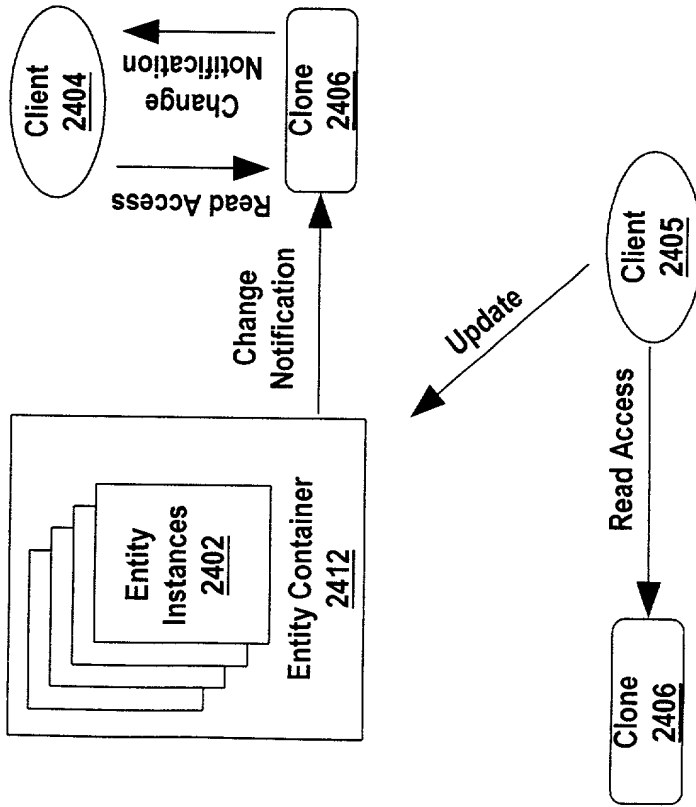 Entity
Instances
2402
Entity Container
2412
Change
Notification
Client
2404
Read Access
Change
Notification
Clone
2406
Update
Client
2405
Read Access
Clone
2406